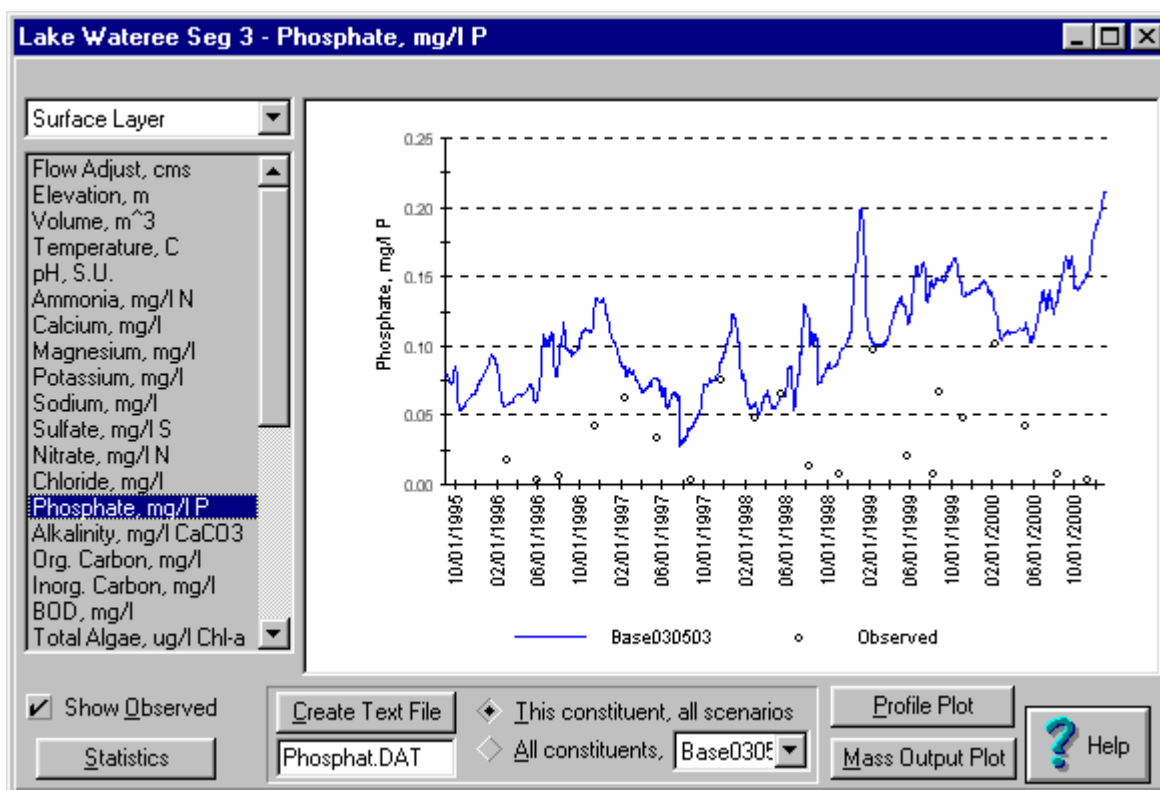 Lake Wateree Seg 3 - Phosphate, mg/l P
Surface Layer
Flow Adjust, cms
Elevation, m
Volume, m^3
Temperature, C
pH, S.U.
Ammonia, mg/l N
Calcium, mg/l
Magnesium, mg/l
Potassium, mg/l
Sodium, mg/l
Sulfate, mg/l S
Nitrate, mg/l N
Chloride, mg/l
Phosphate, mg/l P
Alkalinity, mg/l CaCO3
Org. Carbon, mg/l
Inorg. Carbon, mg/l
BOD, mg/l
Total Algae, ug/l Chl-a
Phosphate, mg/l P
0.25
0.20
0.15
0.10
0.05
0.00
10/01/1995
02/01/1996
06/01/1996
10/01/1996
02/01/1997
06/01/1997
10/01/1997
02/01/1998
06/01/1998
10/01/1998
02/01/1999
06/01/1999
10/01/1999
02/01/2000
06/01/2000
10/01/2000
Base030503
Observed
Show Observed
Statistics
Create Text File
Phosphat.DAT
This constituent, all scenarios
All constituents,
Base0305
Profile Plot
Mass Output Plot
? Help